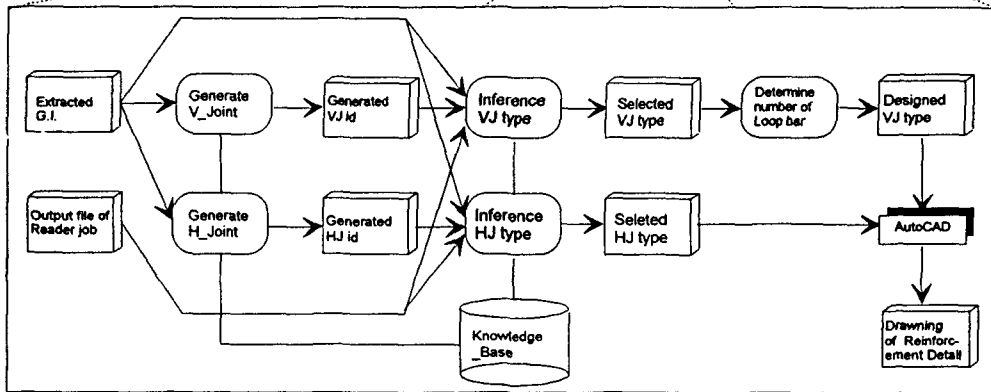 Extracted
G.I.
Generate
V_Joint
Generated
VJ id
Inference
VJ type
Selected
VJ type
Determine
number of
Loop bar
Designed
VJ type
Output file of
Reader job
Generate
H_Joint
Generated
HJ id
Inference
HJ type
Seleted
HJ type
AutoCAD
Knowledge
_Base
Drawning
of Reinforc-
ement Detail